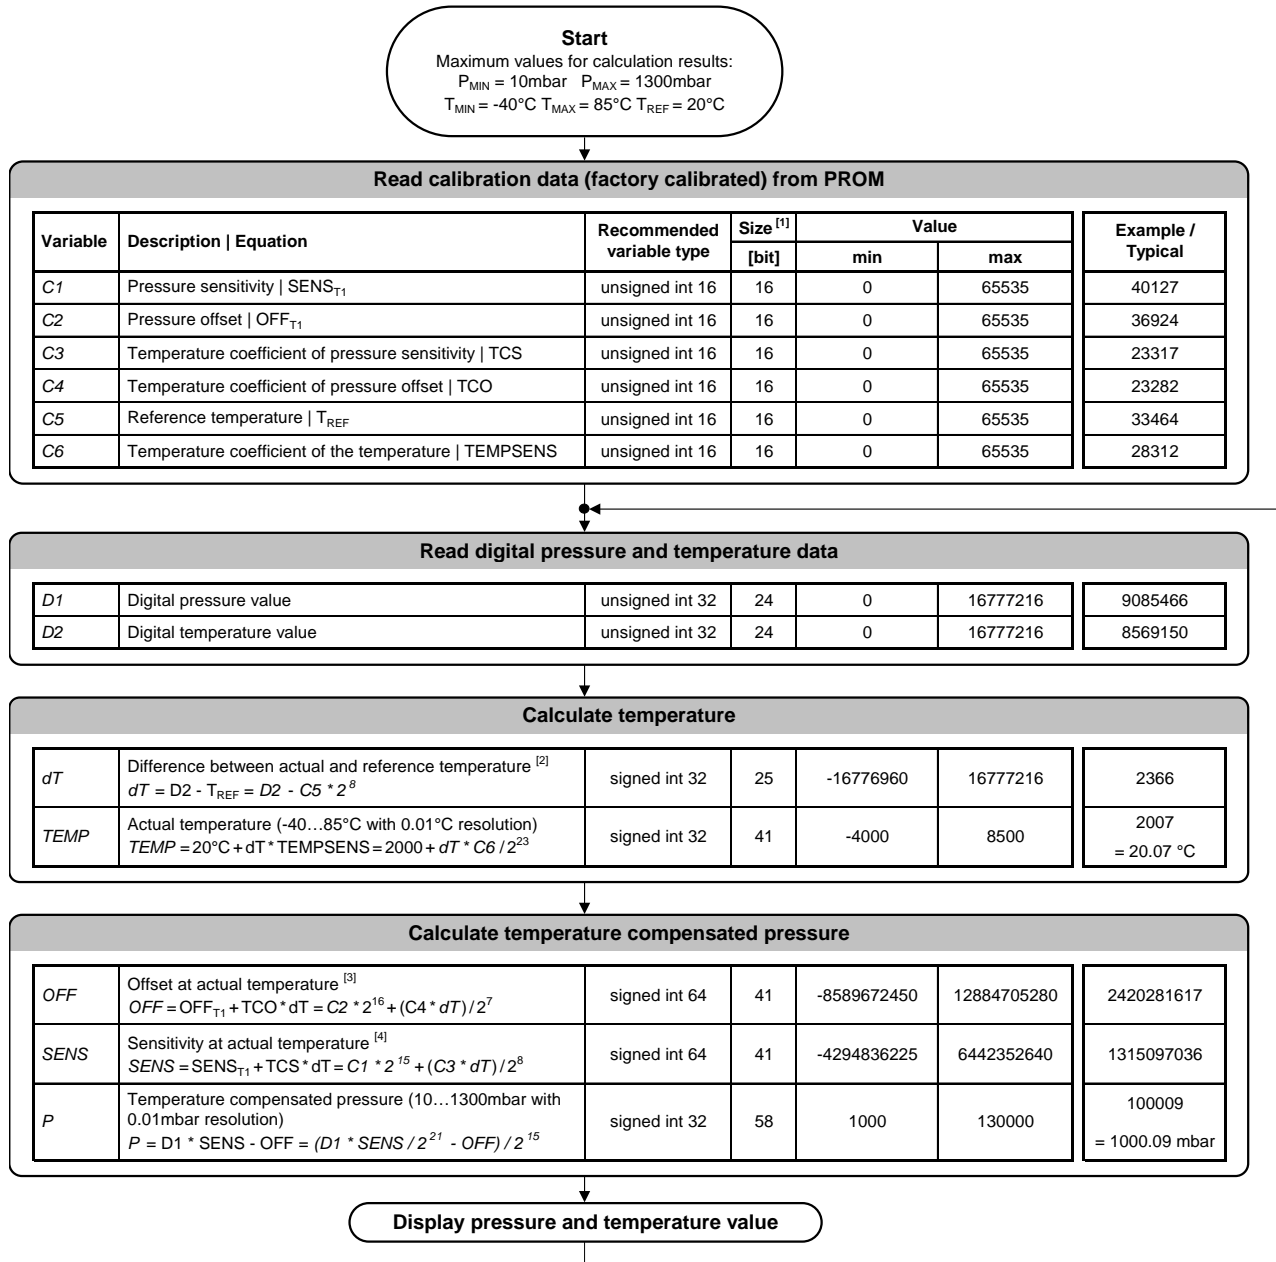 Start
Maximum values for calculation results:
P_MIN = 10mbar P_MAX = 1300mbar
T_MIN = -40°C T_MAX = 85°C T_REF = 20°C
Read calibration data (factory calibrated) from PROM
Variable Description | Equation Recommended variable type Size [1] [bit] Value min max Example / Typical
C1 Pressure sensitivity | SENS_T1 unsigned int 16 16 0 65535 40127
C2 Pressure offset | OFF_T1 unsigned int 16 16 0 65535 36924
C3 Temperature coefficient of pressure sensitivity | TCS unsigned int 16 16 0 65535 23317
C4 Temperature coefficient of pressure offset | TCO unsigned int 16 16 0 65535 23282
C5 Reference temperature | T_REF unsigned int 16 16 0 65535 33464
C6 Temperature coefficient of the temperature | TEMPSENS unsigned int 16 16 0 65535 28312
Read digital pressure and temperature data
D1 Digital pressure value unsigned int 32 24 0 16777216 9085466
D2 Digital temperature value unsigned int 32 24 0 16777216 8569150
Calculate temperature
dT Difference between actual and reference temperature [2]
dT = D2 - T_REF = D2 - C5 * 2^8 signed int 32 25 -16776960 16777216 2366
TEMP Actual temperature (-40…85°C with 0.01°C resolution)
TEMP = 20°C + dT * TEMPSENS = 2000 + dT * C6 / 2^23 signed int 32 41 -4000 8500 2007
= 20.07 °C
Calculate temperature compensated pressure
OFF Offset at actual temperature [3]
OFF = OFF_T1 + TCO * dT = C2 * 2^16 + (C4 * dT) / 2^7 signed int 64 41 -8589672450 12884705280 2420281617
SENS Sensitivity at actual temperature [4]
SENS = SENS_T1 + TCS * dT = C1 * 2^15 + (C3 * dT) / 2^8 signed int 64 41 -4294836225 6442352640 1315097036
P Temperature compensated pressure (10…1300mbar with
0.01mbar resolution)
P = D1 * SENS - OFF = (D1 * SENS / 2^21 - OFF) / 2^15 signed int 32 58 1000 130000 100009
= 1000.09 mbar
Display pressure and temperature value